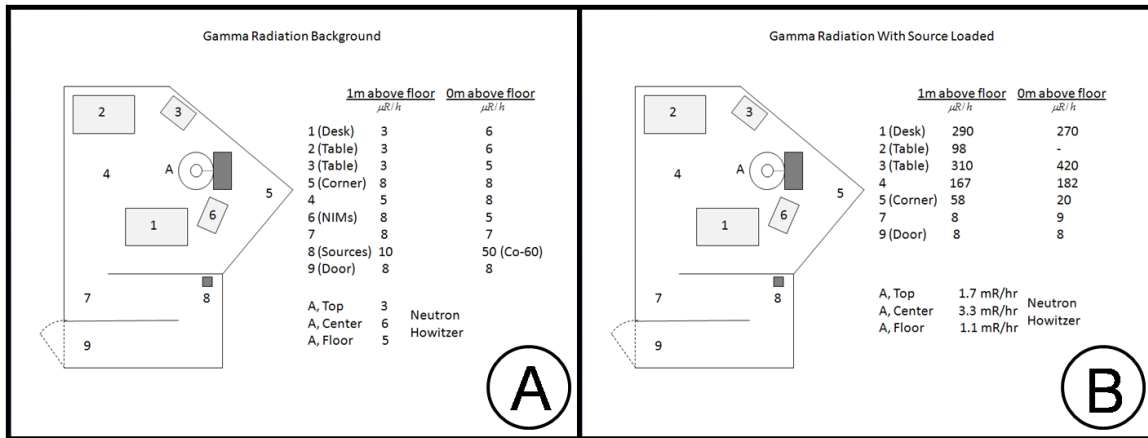 Gamma Radiation Background
1m above floor 0m above floor
μR/h μR/h
1 (Desk) 3 6
2 (Table) 3 6
3 (Table) 3 5
5 (Corner) 8 8
4 5 8
6 (NIMs) 8 5
7 8 7
8 (Sources) 10 50 (Co-60)
9 (Door) 8 8
A, Top 3
A, Center 6
A, Floor 5
Neutron
Howitzer
2
3
A
4
5
6
1
7
8
9
A
Gamma Radiation With Source Loaded
1m above floor 0m above floor
μR/h μR/h
1 (Desk) 290 270
2 (Table) 98 -
3 (Table) 310 420
4 167 182
5 (Corner) 58 20
7 8 9
9 (Door) 8 8
A, Top 1.7 mR/hr
A, Center 3.3 mR/hr
A, Floor 1.1 mR/hr
Neutron
Howitzer
2
3
A
4
5
6
1
7
8
9
B